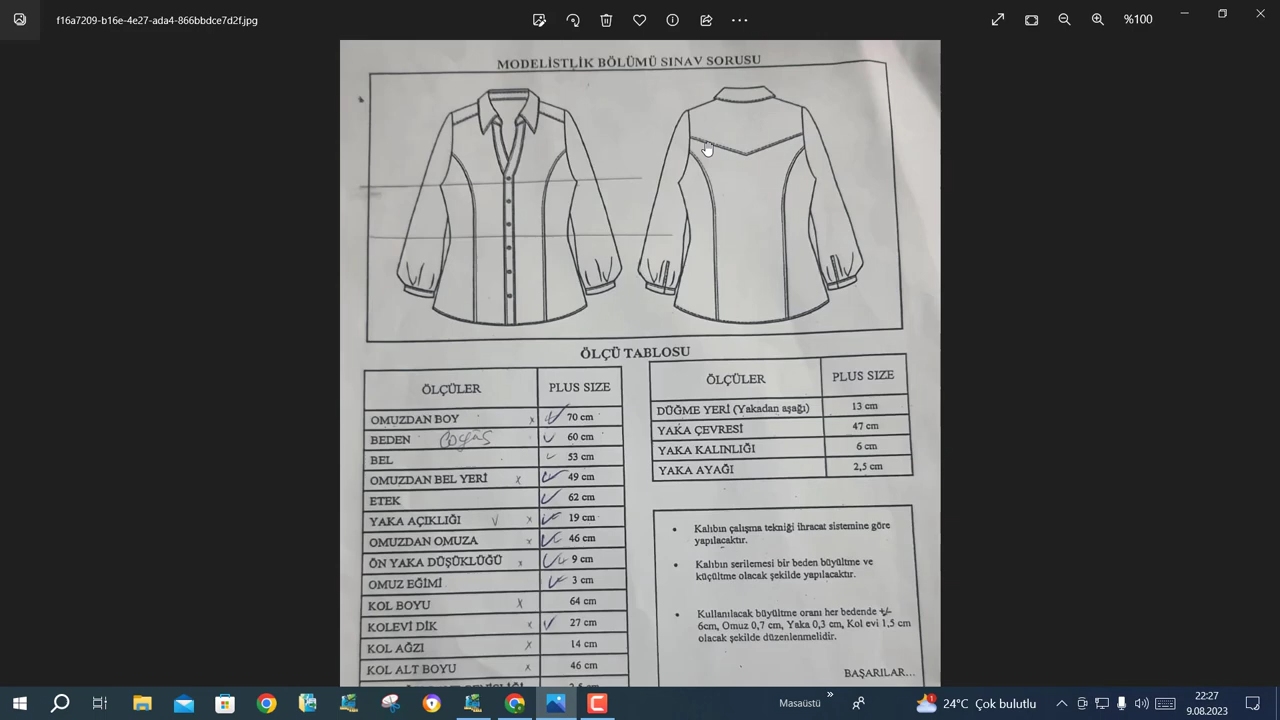 f16a7209-b16e-4e27-ada4-866bbdce7d2f.jpg
%100
MODELİSTLİK BÖLÜMÜ SINAV SORUSU
ÖLÇÜ TABLOSU
ÖLÇÜLER PLUS SIZE
OMUZDAN BOY x 70 cm
BEDEN 60 cm
BEL 53 cm
OMUZDAN BEL YERİ x 49 cm
ETEK 62 cm
YAKA AÇIKLIĞI x 19 cm
OMUZDAN OMUZA x 46 cm
ÖN YAKA DÜŞÜKLÜĞÜ x 9 cm
OMUZ EĞİMİ 3 cm
KOL BOYU x 64 cm
KOLEVİ DİK x 27 cm
KOL AĞZI x 14 cm
KOL ALT BOYU x 46 cm
ÖLÇÜLER PLUS SIZE
DÜĞME YERİ (Yakadan aşağı) 13 cm
YAKA ÇEVRESİ 47 cm
YAKA KALINLIĞI 6 cm
YAKA AYAĞI 2,5 cm
• Kalıbın çalışma tekniği ihracat sistemine göre
yapılacaktır.
• Kalıbın serilemesi bir beden büyültme ve
küçültme olacak şekilde yapılacaktır.
• Kullanılacak büyültme oranı her bedende +/-
6cm, Omuz 0,7 cm, Yaka 0,3 cm, Kol evi 1,5 cm
olacak şekilde düzenlenmelidir.
BAŞARILAR...
Masaüstü
24°C Çok bulutlu
22:27
9.08.2023